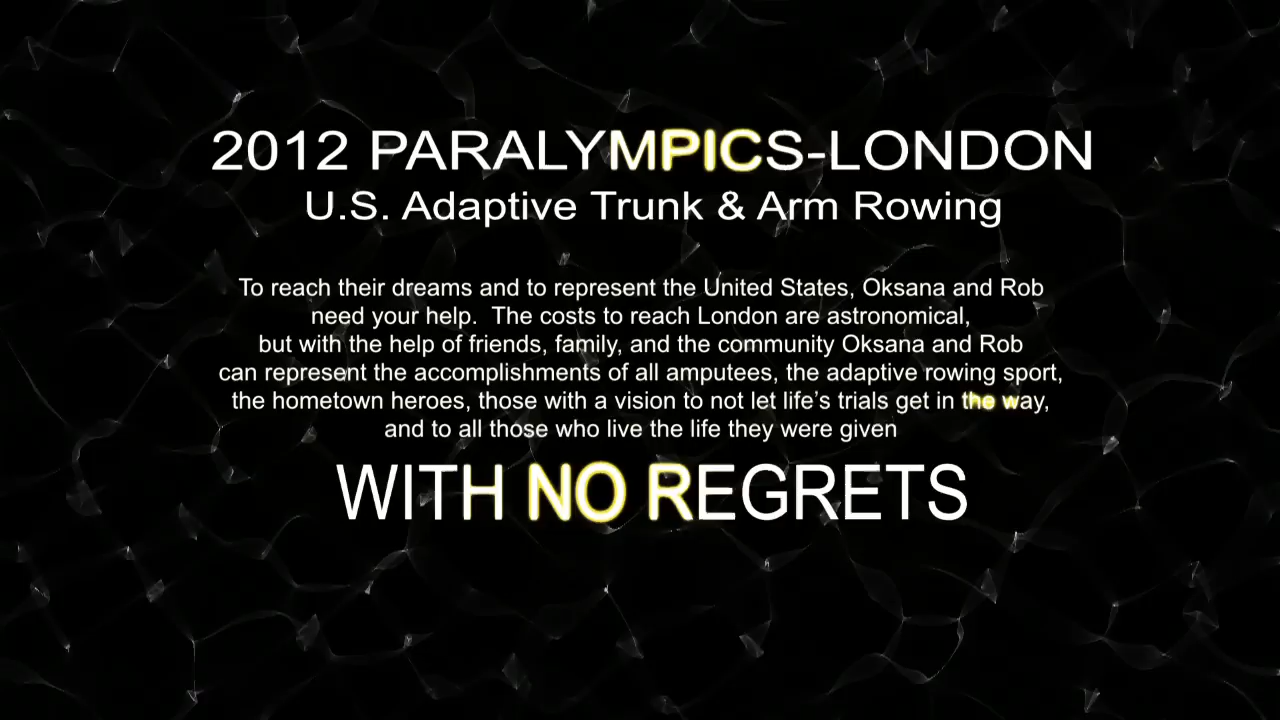 2012 PARALYMPICS-LONDON
U.S. Adaptive Trunk & Arm Rowing
To reach their dreams and to represent the United States, Oksana and Rob
need your help.  The costs to reach London are astronomical,
but with the help of friends, family, and the community Oksana and Rob
can represent the accomplishments of all amputees, the adaptive rowing sport,
the hometown heroes, those with a vision to not let life’s trials get in the way,
and to all those who live the life they were given
WITH NO REGRETS